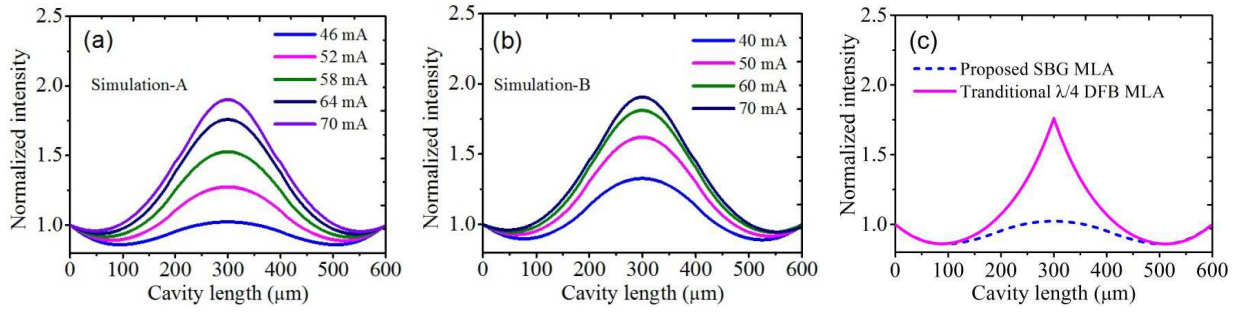 (a)
Simulation-A
46 mA
52 mA
58 mA
64 mA
70 mA
Normalized intensity
2.5
2.0
1.5
1.0
0 100 200 300 400 500 600
Cavity length (µm)
(b)
Simulation-B
40 mA
50 mA
60 mA
70 mA
Normalized intensity
2.5
2.0
1.5
1.0
0 100 200 300 400 500 600
Cavity length (µm)
(c)
Proposed SBG MLA
Tranditional λ/4 DFB MLA
Normalized intensity
2.5
2.0
1.5
1.0
0 100 200 300 400 500 600
Cavity length (µm)